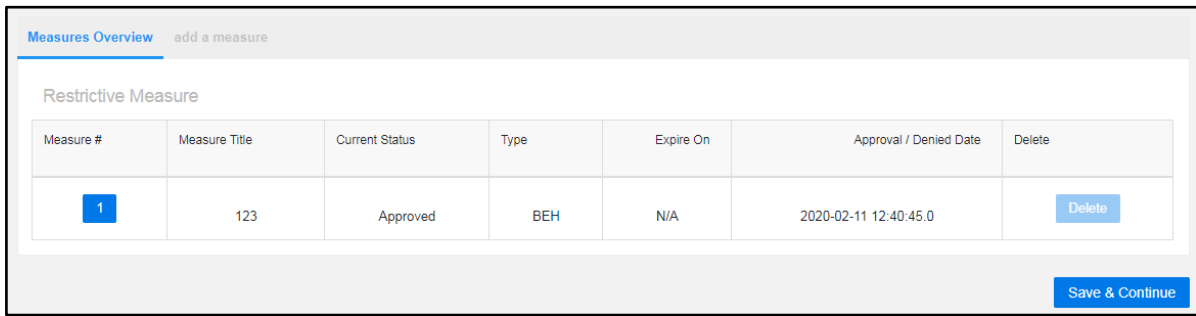 Measures Overview add a measure
Restrictive Measure
Measure # Measure Title Current Status Type Expire On Approval / Denied Date Delete
1 123 Approved BEH N/A 2020-02-11 12:40:45.0 Delete
Save & Continue